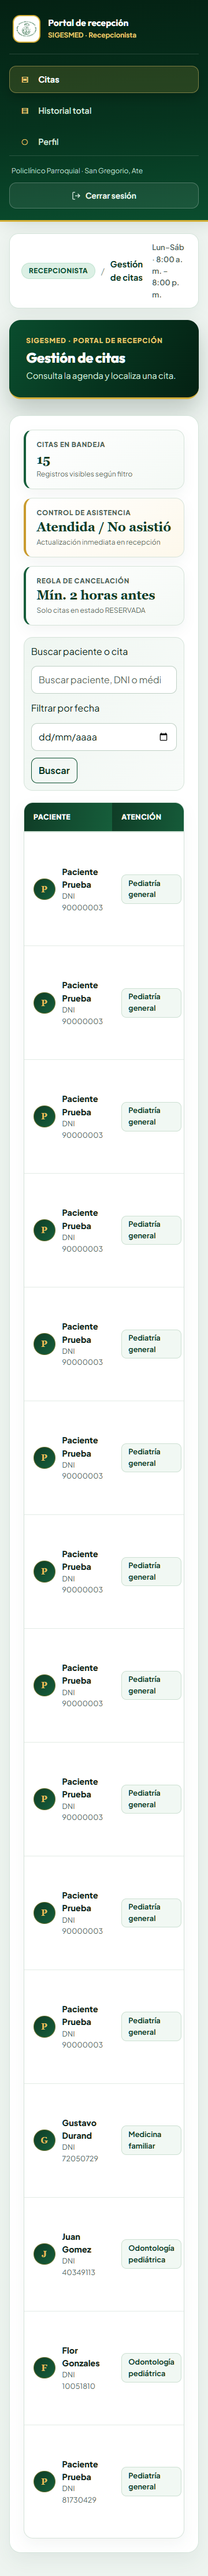 Portal de recepción
SIGESMED · Recepcionista
Citas
Historial total
Perfil
Policlínico Parroquial · San Gregorio, Ate
Cerrar sesión
RECEPCIONISTA
/
Gestión
de citas
Lun–Sáb
· 8:00 a.
m. –
8:00 p.
m.
SIGESMED · PORTAL DE RECEPCIÓN
Gestión de citas
Consulta la agenda y localiza una cita.
CITAS EN BANDEJA
15
Registros visibles según filtro
CONTROL DE ASISTENCIA
Atendida / No asistió
Actualización inmediata en recepción
REGLA DE CANCELACIÓN
Mín. 2 horas antes
Solo citas en estado RESERVADA
Buscar paciente o cita
Buscar paciente, DNI o médi
Filtrar por fecha
dd/mm/aaaa
Buscar
PACIENTE ATENCIÓN
P
Paciente
Prueba
DNI
90000003
Pediatría
general
P
Paciente
Prueba
DNI
90000003
Pediatría
general
P
Paciente
Prueba
DNI
90000003
Pediatría
general
P
Paciente
Prueba
DNI
90000003
Pediatría
general
P
Paciente
Prueba
DNI
90000003
Pediatría
general
P
Paciente
Prueba
DNI
90000003
Pediatría
general
P
Paciente
Prueba
DNI
90000003
Pediatría
general
P
Paciente
Prueba
DNI
90000003
Pediatría
general
P
Paciente
Prueba
DNI
90000003
Pediatría
general
P
Paciente
Prueba
DNI
90000003
Pediatría
general
P
Paciente
Prueba
DNI
90000003
Pediatría
general
G
Gustavo
Durand
DNI
72050729
Medicina
familiar
J
Juan
Gomez
DNI
40349113
Odontología
pediátrica
F
Flor
Gonzales
DNI
10051810
Odontología
pediátrica
P
Paciente
Prueba
DNI
81730429
Pediatría
general